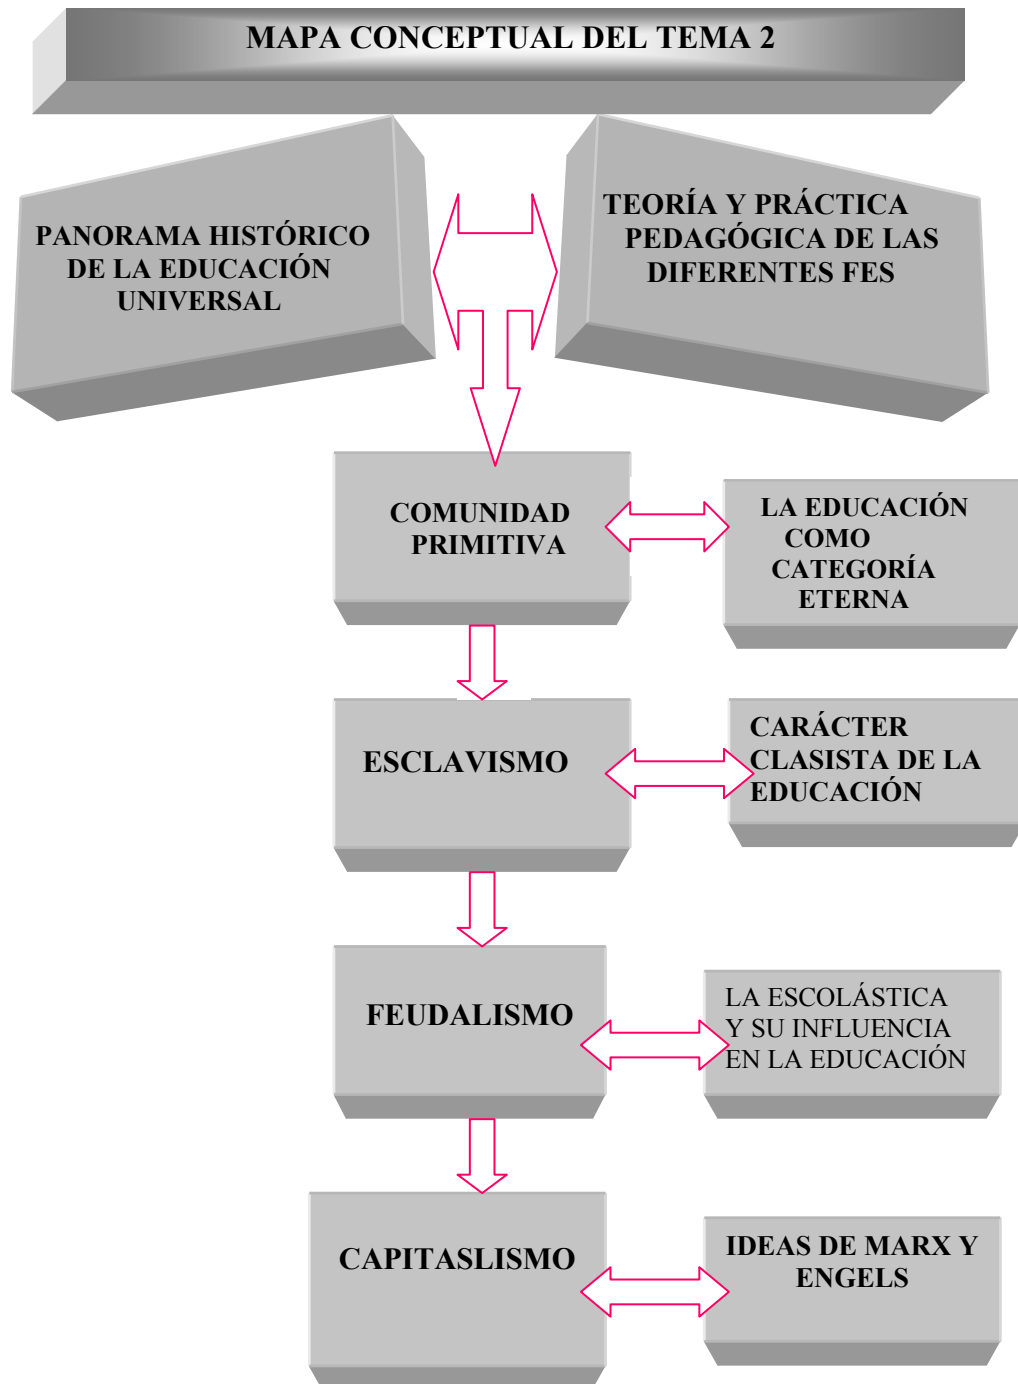 MAPA CONCEPTUAL DEL TEMA 2
PANORAMA HISTÓRICO
DE LA EDUCACIÓN
UNIVERSAL
TEORÍA Y PRÁCTICA
PEDAGÓGICA DE LAS
DIFERENTES FES
COMUNIDAD
PRIMITIVA
LA EDUCACIÓN
COMO
CATEGORÍA
ETERNA
ESCLAVISMO
CARÁCTER
CLASISTA DE LA
EDUCACIÓN
FEUDALISMO
LA ESCOLÁSTICA
Y SU INFLUENCIA
EN LA EDUCACIÓN
CAPITASLISMO
IDEAS DE MARX Y
ENGELS